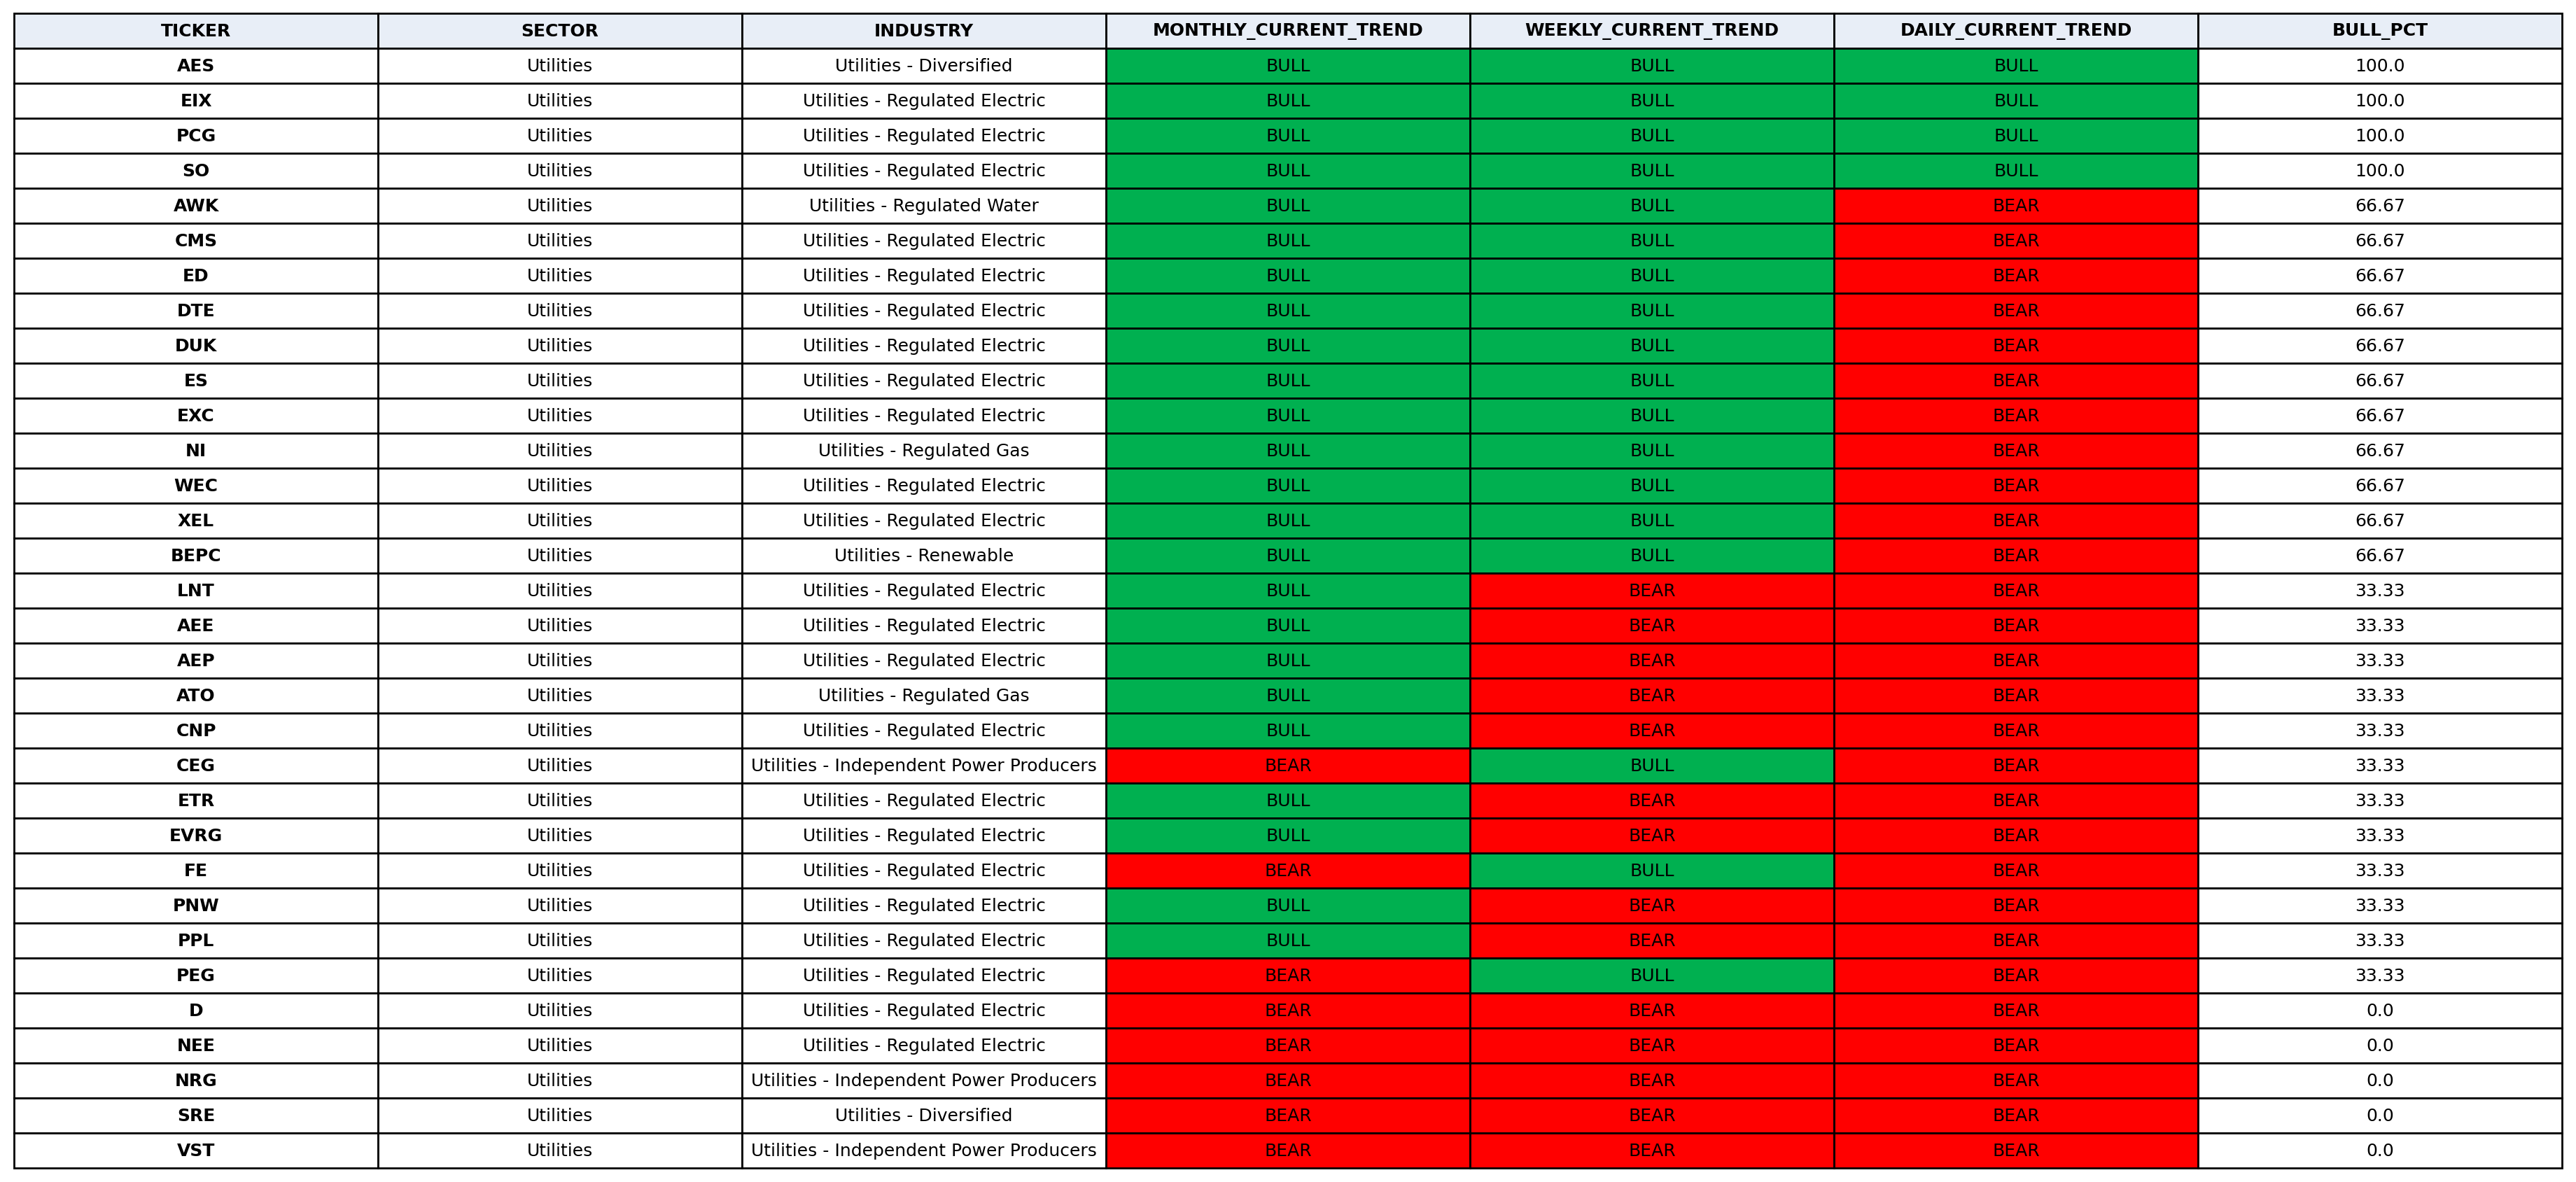 TICKER SECTOR INDUSTRY MONTHLY_CURRENT_TREND WEEKLY_CURRENT_TREND DAILY_CURRENT_TREND BULL_PCT
AES Utilities Utilities - Diversified BULL BULL BULL 100.0
EIX Utilities Utilities - Regulated Electric BULL BULL BULL 100.0
PCG Utilities Utilities - Regulated Electric BULL BULL BULL 100.0
SO Utilities Utilities - Regulated Electric BULL BULL BULL 100.0
AWK Utilities Utilities - Regulated Water BULL BULL BEAR 66.67
CMS Utilities Utilities - Regulated Electric BULL BULL BEAR 66.67
ED Utilities Utilities - Regulated Electric BULL BULL BEAR 66.67
DTE Utilities Utilities - Regulated Electric BULL BULL BEAR 66.67
DUK Utilities Utilities - Regulated Electric BULL BULL BEAR 66.67
ES Utilities Utilities - Regulated Electric BULL BULL BEAR 66.67
EXC Utilities Utilities - Regulated Electric BULL BULL BEAR 66.67
NI Utilities Utilities - Regulated Gas BULL BULL BEAR 66.67
WEC Utilities Utilities - Regulated Electric BULL BULL BEAR 66.67
XEL Utilities Utilities - Regulated Electric BULL BULL BEAR 66.67
BEPC Utilities Utilities - Renewable BULL BULL BEAR 66.67
LNT Utilities Utilities - Regulated Electric BULL BEAR BEAR 33.33
AEE Utilities Utilities - Regulated Electric BULL BEAR BEAR 33.33
AEP Utilities Utilities - Regulated Electric BULL BEAR BEAR 33.33
ATO Utilities Utilities - Regulated Gas BULL BEAR BEAR 33.33
CNP Utilities Utilities - Regulated Electric BULL BEAR BEAR 33.33
CEG Utilities Utilities - Independent Power Producers BEAR BULL BEAR 33.33
ETR Utilities Utilities - Regulated Electric BULL BEAR BEAR 33.33
EVRG Utilities Utilities - Regulated Electric BULL BEAR BEAR 33.33
FE Utilities Utilities - Regulated Electric BEAR BULL BEAR 33.33
PNW Utilities Utilities - Regulated Electric BULL BEAR BEAR 33.33
PPL Utilities Utilities - Regulated Electric BULL BEAR BEAR 33.33
PEG Utilities Utilities - Regulated Electric BEAR BULL BEAR 33.33
D Utilities Utilities - Regulated Electric BEAR BEAR BEAR 0.0
NEE Utilities Utilities - Regulated Electric BEAR BEAR BEAR 0.0
NRG Utilities Utilities - Independent Power Producers BEAR BEAR BEAR 0.0
SRE Utilities Utilities - Diversified BEAR BEAR BEAR 0.0
VST Utilities Utilities - Independent Power Producers BEAR BEAR BEAR 0.0